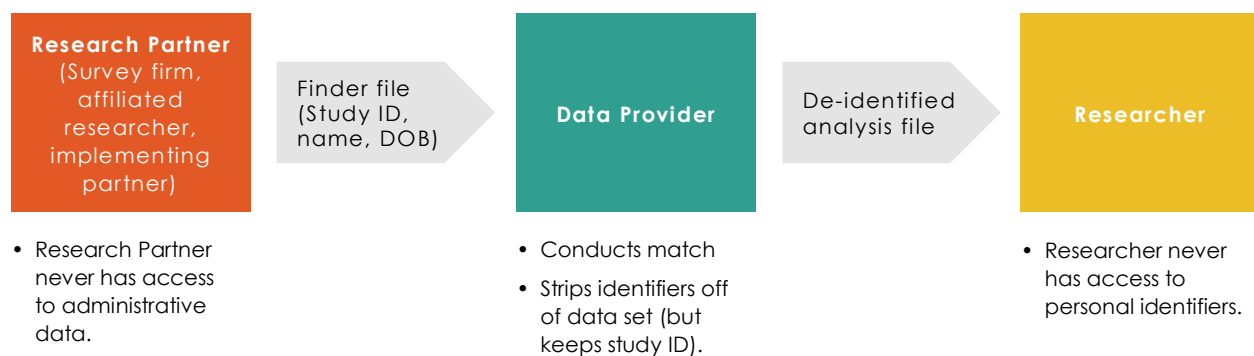 Research Partner
(Survey firm,
affiliated
researcher,
implementing
partner)
Finder file
(Study ID,
name, DOB)
Data Provider
De-identified
analysis file
Researcher
• Research Partner
never has access
to administrative
data.
• Conducts match
• Strips identifiers off
of data set (but
keeps study ID).
• Researcher never
has access to
personal identifiers.